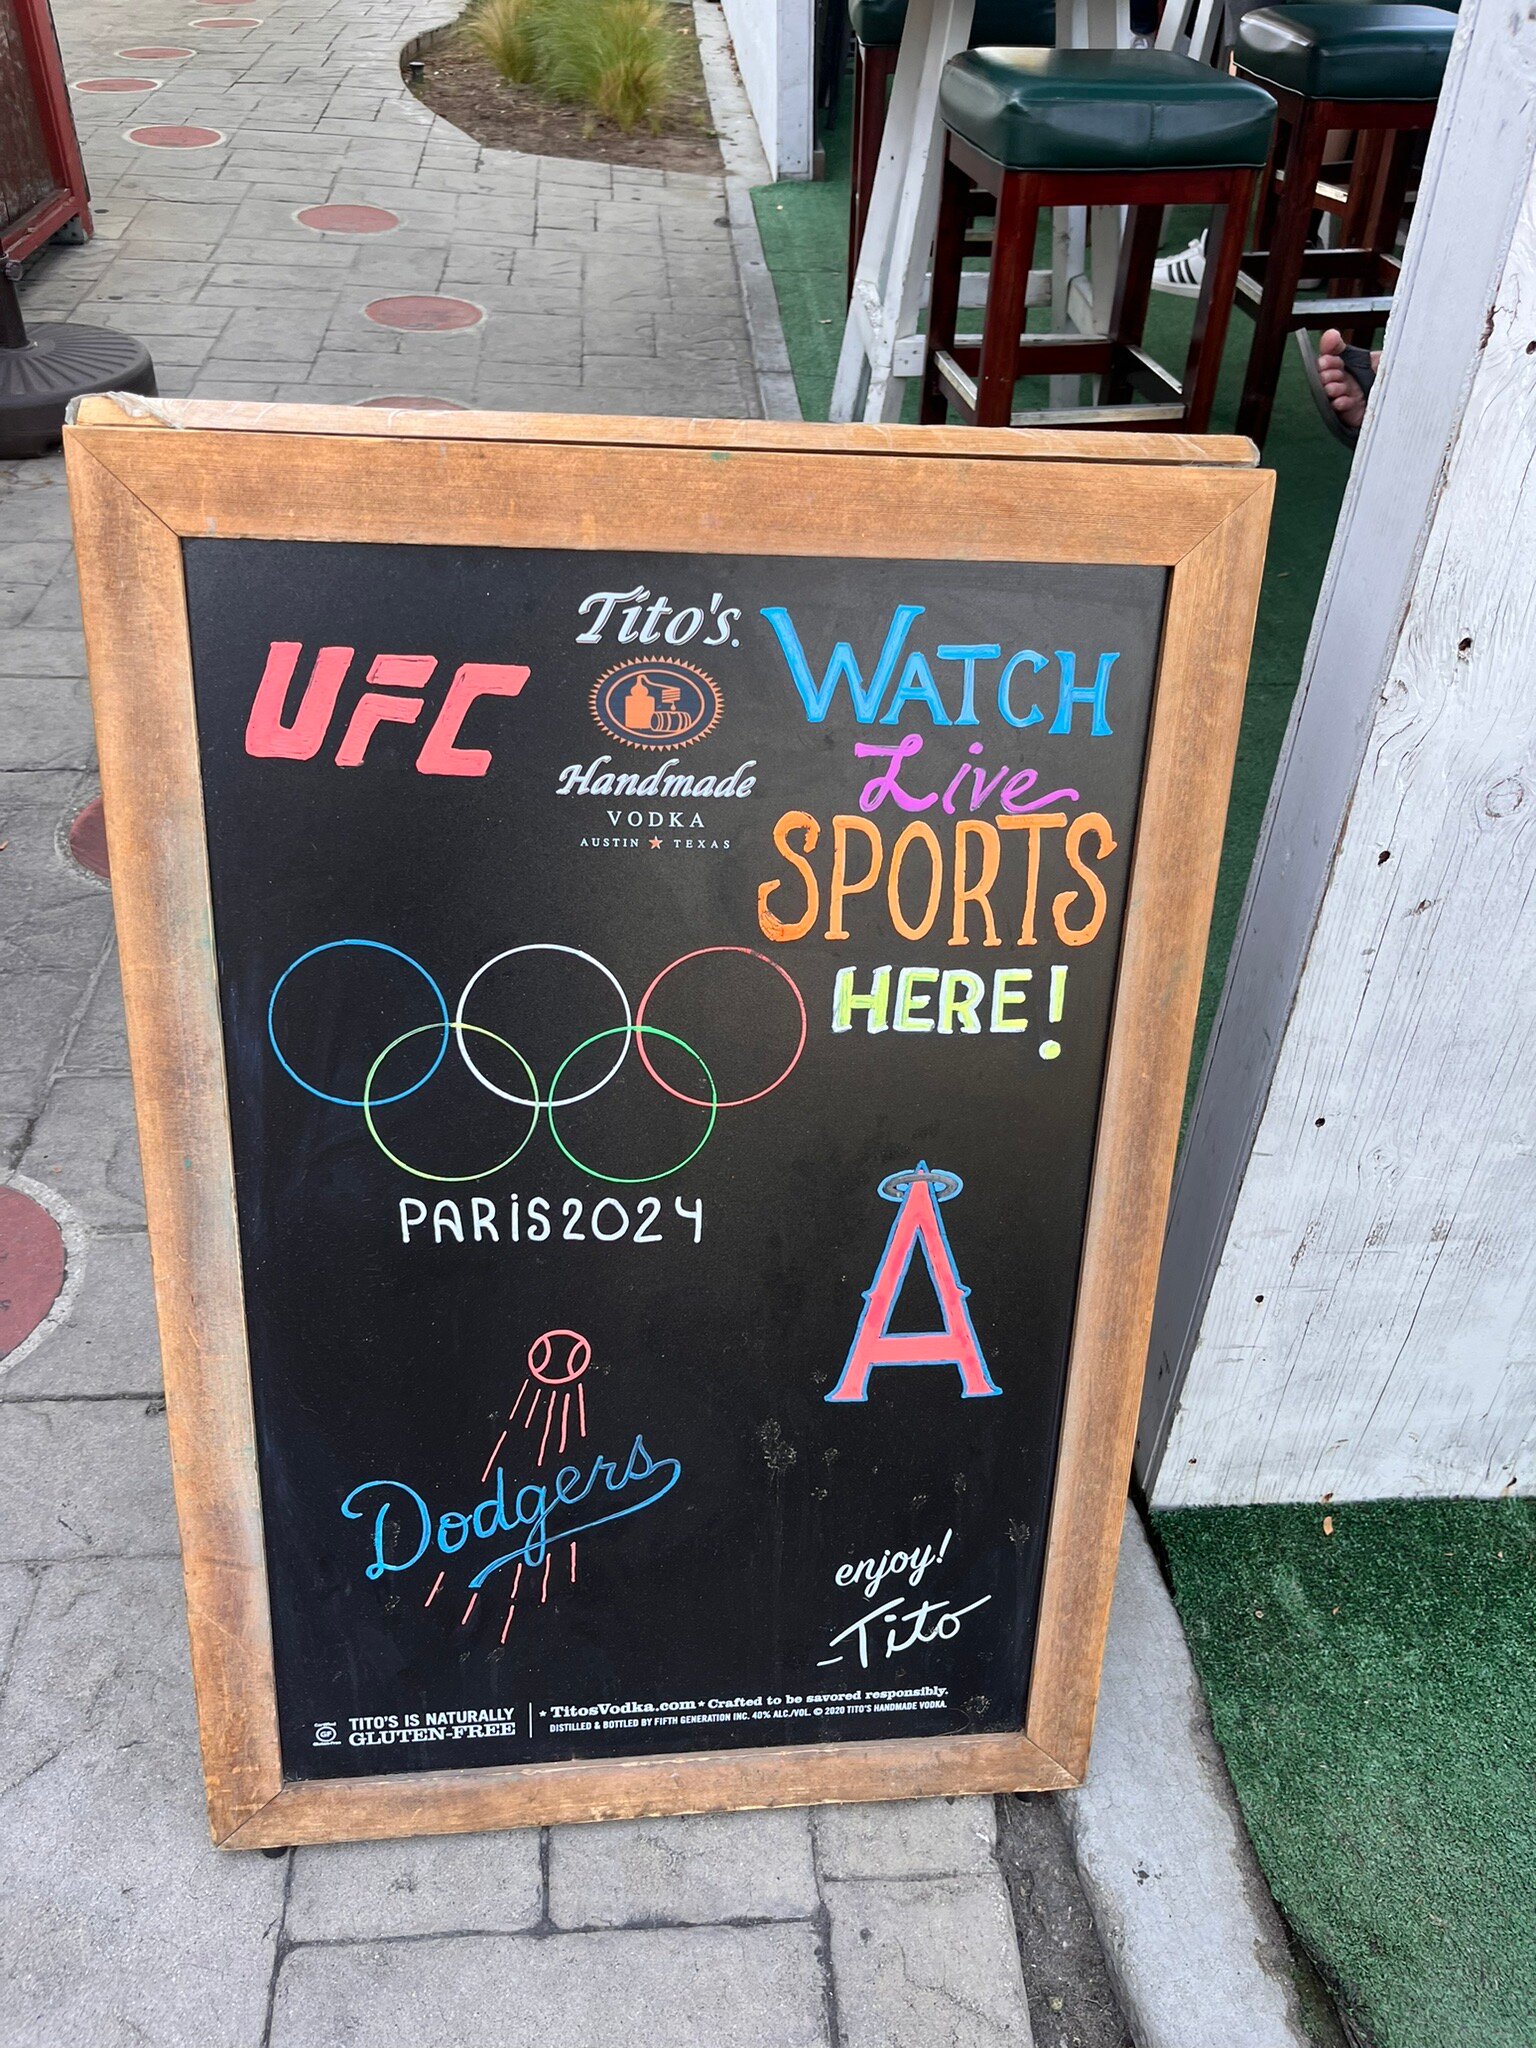 UFC
Tito's
Handmade
VODKA
AUSTIN ★ TEXAS
WATCH
Live
SPORTS
HERE!
PARiS2024
A
Dodgers
enjoy!
-Tito
TITO'S IS NATURALLY
GLUTEN-FREE
* TitosVodka.com * Crafted to be savored responsibly.
DISTILLED & BOTTLED BY FIFTH GENERATION INC. 40% ALC./VOL. © 2020 TITO'S HANDMADE VODKA.
GF